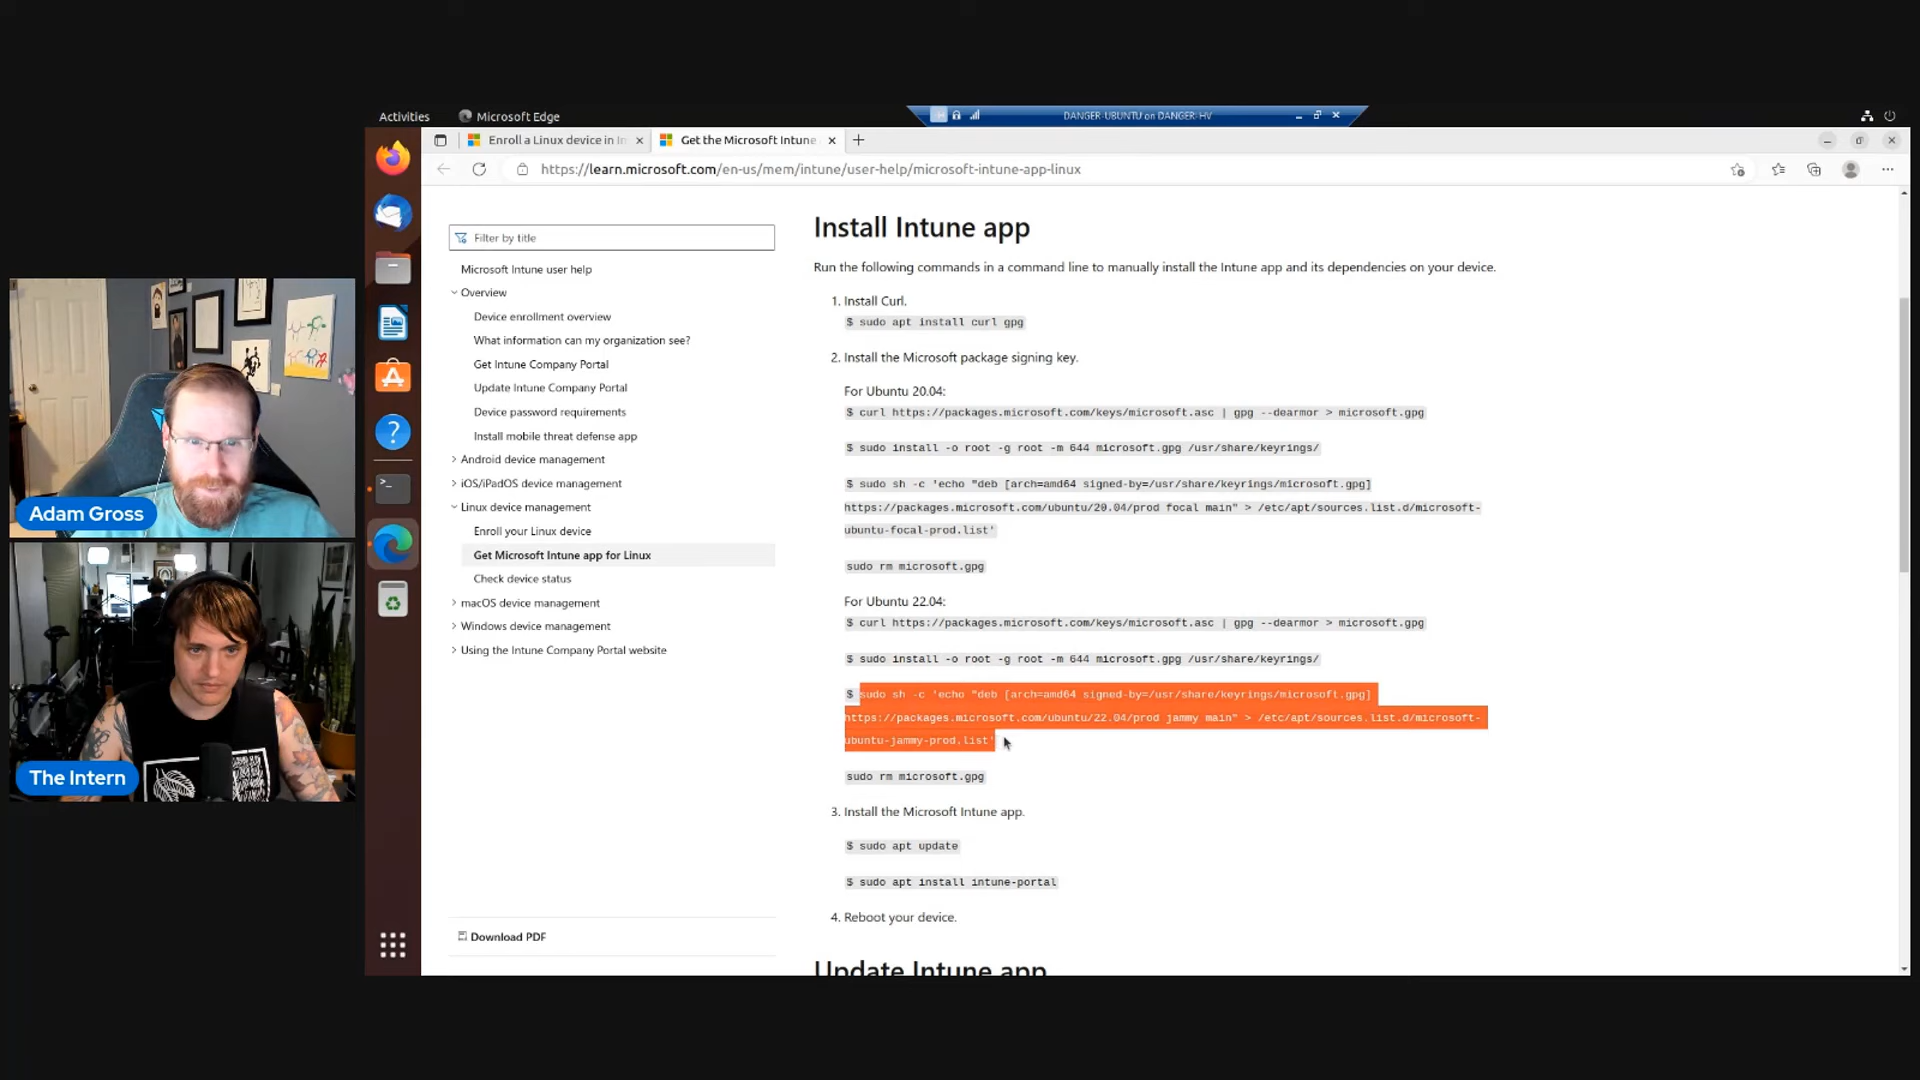 Activities
Microsoft Edge
DANGER-UBUNTU on DANGER-HV
Enroll a Linux device in In
Get the Microsoft Intune
https://learn.microsoft.com/en-us/mem/intune/user-help/microsoft-intune-app-linux
Filter by title
Microsoft Intune user help
Overview
Device enrollment overview
What information can my organization see?
Get Intune Company Portal
Update Intune Company Portal
Device password requirements
Install mobile threat defense app
Android device management
iOS/iPadOS device management
Linux device management
Enroll your Linux device
Get Microsoft Intune app for Linux
Check device status
macOS device management
Windows device management
Using the Intune Company Portal website
Download PDF
Install Intune app
Run the following commands in a command line to manually install the Intune app and its dependencies on your device.
1. Install Curl.
$ sudo apt install curl gpg
2. Install the Microsoft package signing key.
For Ubuntu 20.04:
$ curl https://packages.microsoft.com/keys/microsoft.asc | gpg --dearmor > microsoft.gpg
$ sudo install -o root -g root -m 644 microsoft.gpg /usr/share/keyrings/
$ sudo sh -c 'echo "deb [arch=amd64 signed-by=/usr/share/keyrings/microsoft.gpg]
https://packages.microsoft.com/ubuntu/20.04/prod focal main" > /etc/apt/sources.list.d/microsoft-
ubuntu-focal-prod.list'
sudo rm microsoft.gpg
For Ubuntu 22.04:
$ curl https://packages.microsoft.com/keys/microsoft.asc | gpg --dearmor > microsoft.gpg
$ sudo install -o root -g root -m 644 microsoft.gpg /usr/share/keyrings/
$ sudo sh -c 'echo "deb [arch=amd64 signed-by=/usr/share/keyrings/microsoft.gpg]
https://packages.microsoft.com/ubuntu/22.04/prod jammy main" > /etc/apt/sources.list.d/microsoft-
ubuntu-jammy-prod.list'
sudo rm microsoft.gpg
3. Install the Microsoft Intune app.
$ sudo apt update
$ sudo apt install intune-portal
4. Reboot your device.
Update Intune app
Adam Gross
The Intern